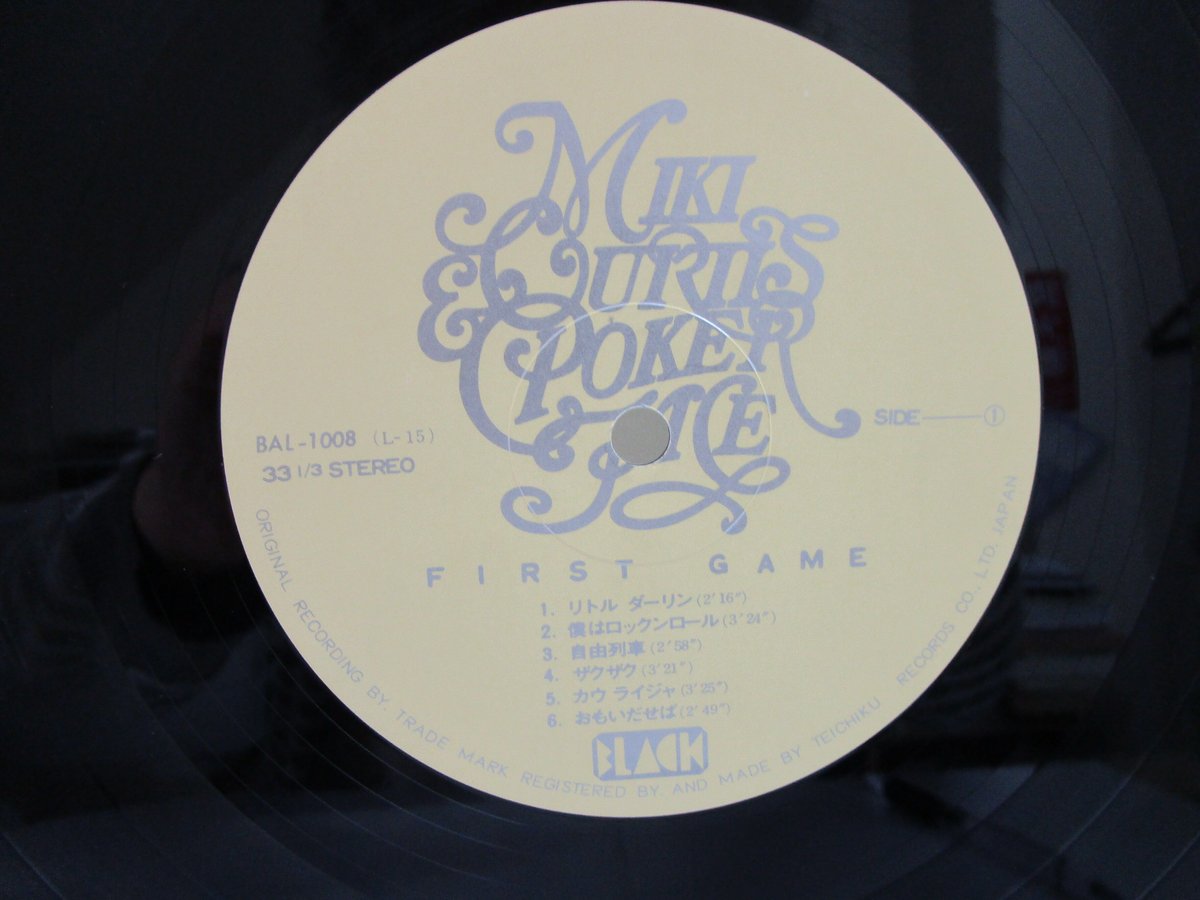 MIKI
CURTIS
& POKER
FACE
SIDE 1
BAL-1008 (L-15)
33 1/3 STEREO
FIRST GAME
1. リトル ダーリン (2'16")
2. 僕はロックンロール (3'24")
3. 自由列車 (2'58")
4. ザクザク (3'21")
5. カウ ライジャ (3'25")
6. おもいだせば (2'49")
BLACK
ORIGINAL RECORDING BY. TRADE MARK REGISTERED BY. AND MADE BY TEICHIKU RECORDS CO., LTD. JAPAN